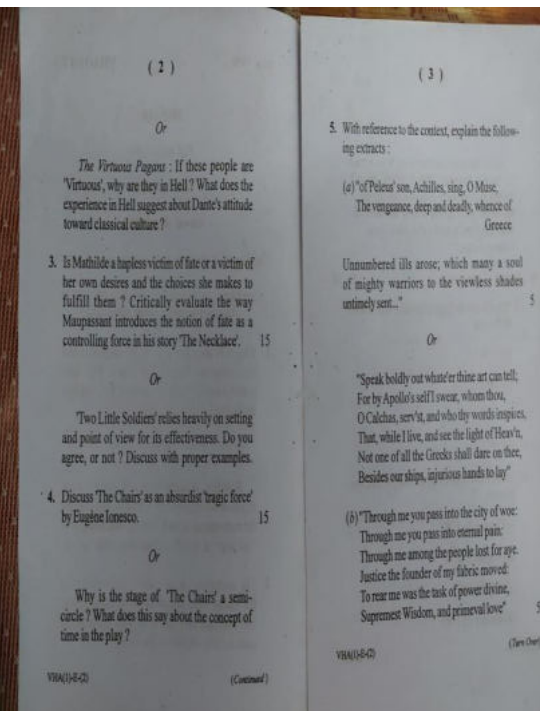 ( 2 )
Or
The Virtuous Pagans : If these people are
'Virtuous', why are they in Hell ? What does the
experience in Hell suggest about Dante's attitude
toward classical culture ?
3. Is Mathilde a hapless victim of fate or a victim of
her own desires and the choices she makes to
fulfill them ? Critically evaluate the way
Maupassant introduces the notion of fate as a
controlling force in his story 'The Necklace'. 15
Or
'Two Little Soldiers' relies heavily on setting
and point of view for its effectiveness. Do you
agree, or not ? Discuss with proper examples.
4. Discuss 'The Chairs' as an absurdist 'tragic force'
by Eugène Ionesco. 15
Or
Why is the stage of 'The Chairs' a semi-
circle ? What does this say about the concept of
time in the play ?
VHA(1)-E-(2) (Continued)
( 3 )
5. With reference to the context, explain the follow-
ing extracts :
(a) "of Peleus' son, Achilles, sing, O Muse,
The vengeance, deep and deadly, whence of
Greece
Unnumbered ills arose; which many a soul
of mighty warriors to the viewless shades
untimely sent..." 5
Or
"Speak boldly out whate'er thine art can tell;
For by Apollo's self I swear, whom thou,
O Calchas, serv'st, and who thy words inspires,
That, while I live, and see the light of Heav'n,
Not one of all the Greeks shall dare on thee,
Besides our ships, injurious hands to lay"
(b) "Through me you pass into the city of woe:
Through me you pass into eternal pain:
Through me among the people lost for aye.
Justice the founder of my fabric moved:
To rear me was the task of power divine,
Supremest Wisdom, and primeval love" 5
VHA(1)-E-(2) (Turn Over)